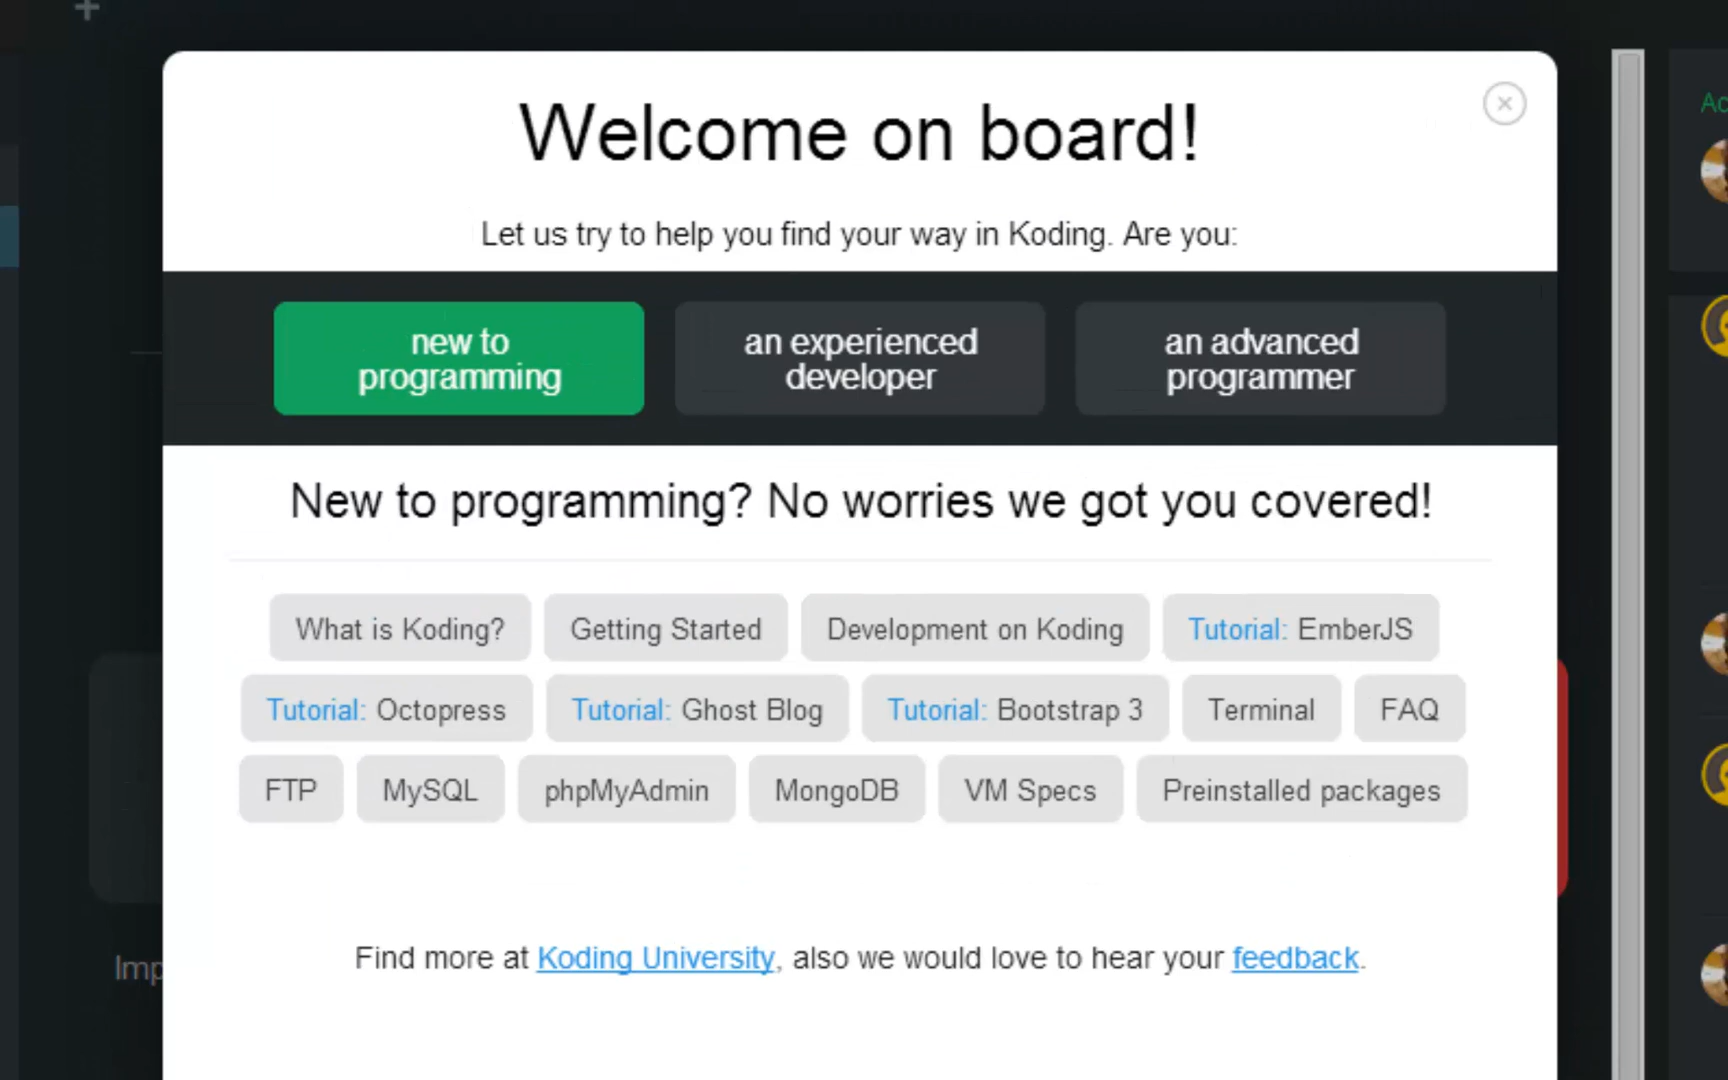 Welcome on board!
Let us try to help you find your way in Koding. Are you:
new to
programming
an experienced
developer
an advanced
programmer
New to programming? No worries we got you covered!
What is Koding?
Getting Started
Development on Koding
Tutorial: EmberJS
Tutorial: Octopress
Tutorial: Ghost Blog
Tutorial: Bootstrap 3
Terminal
FAQ
FTP
MySQL
phpMyAdmin
MongoDB
VM Specs
Preinstalled packages
Find more at Koding University, also we would love to hear your feedback.